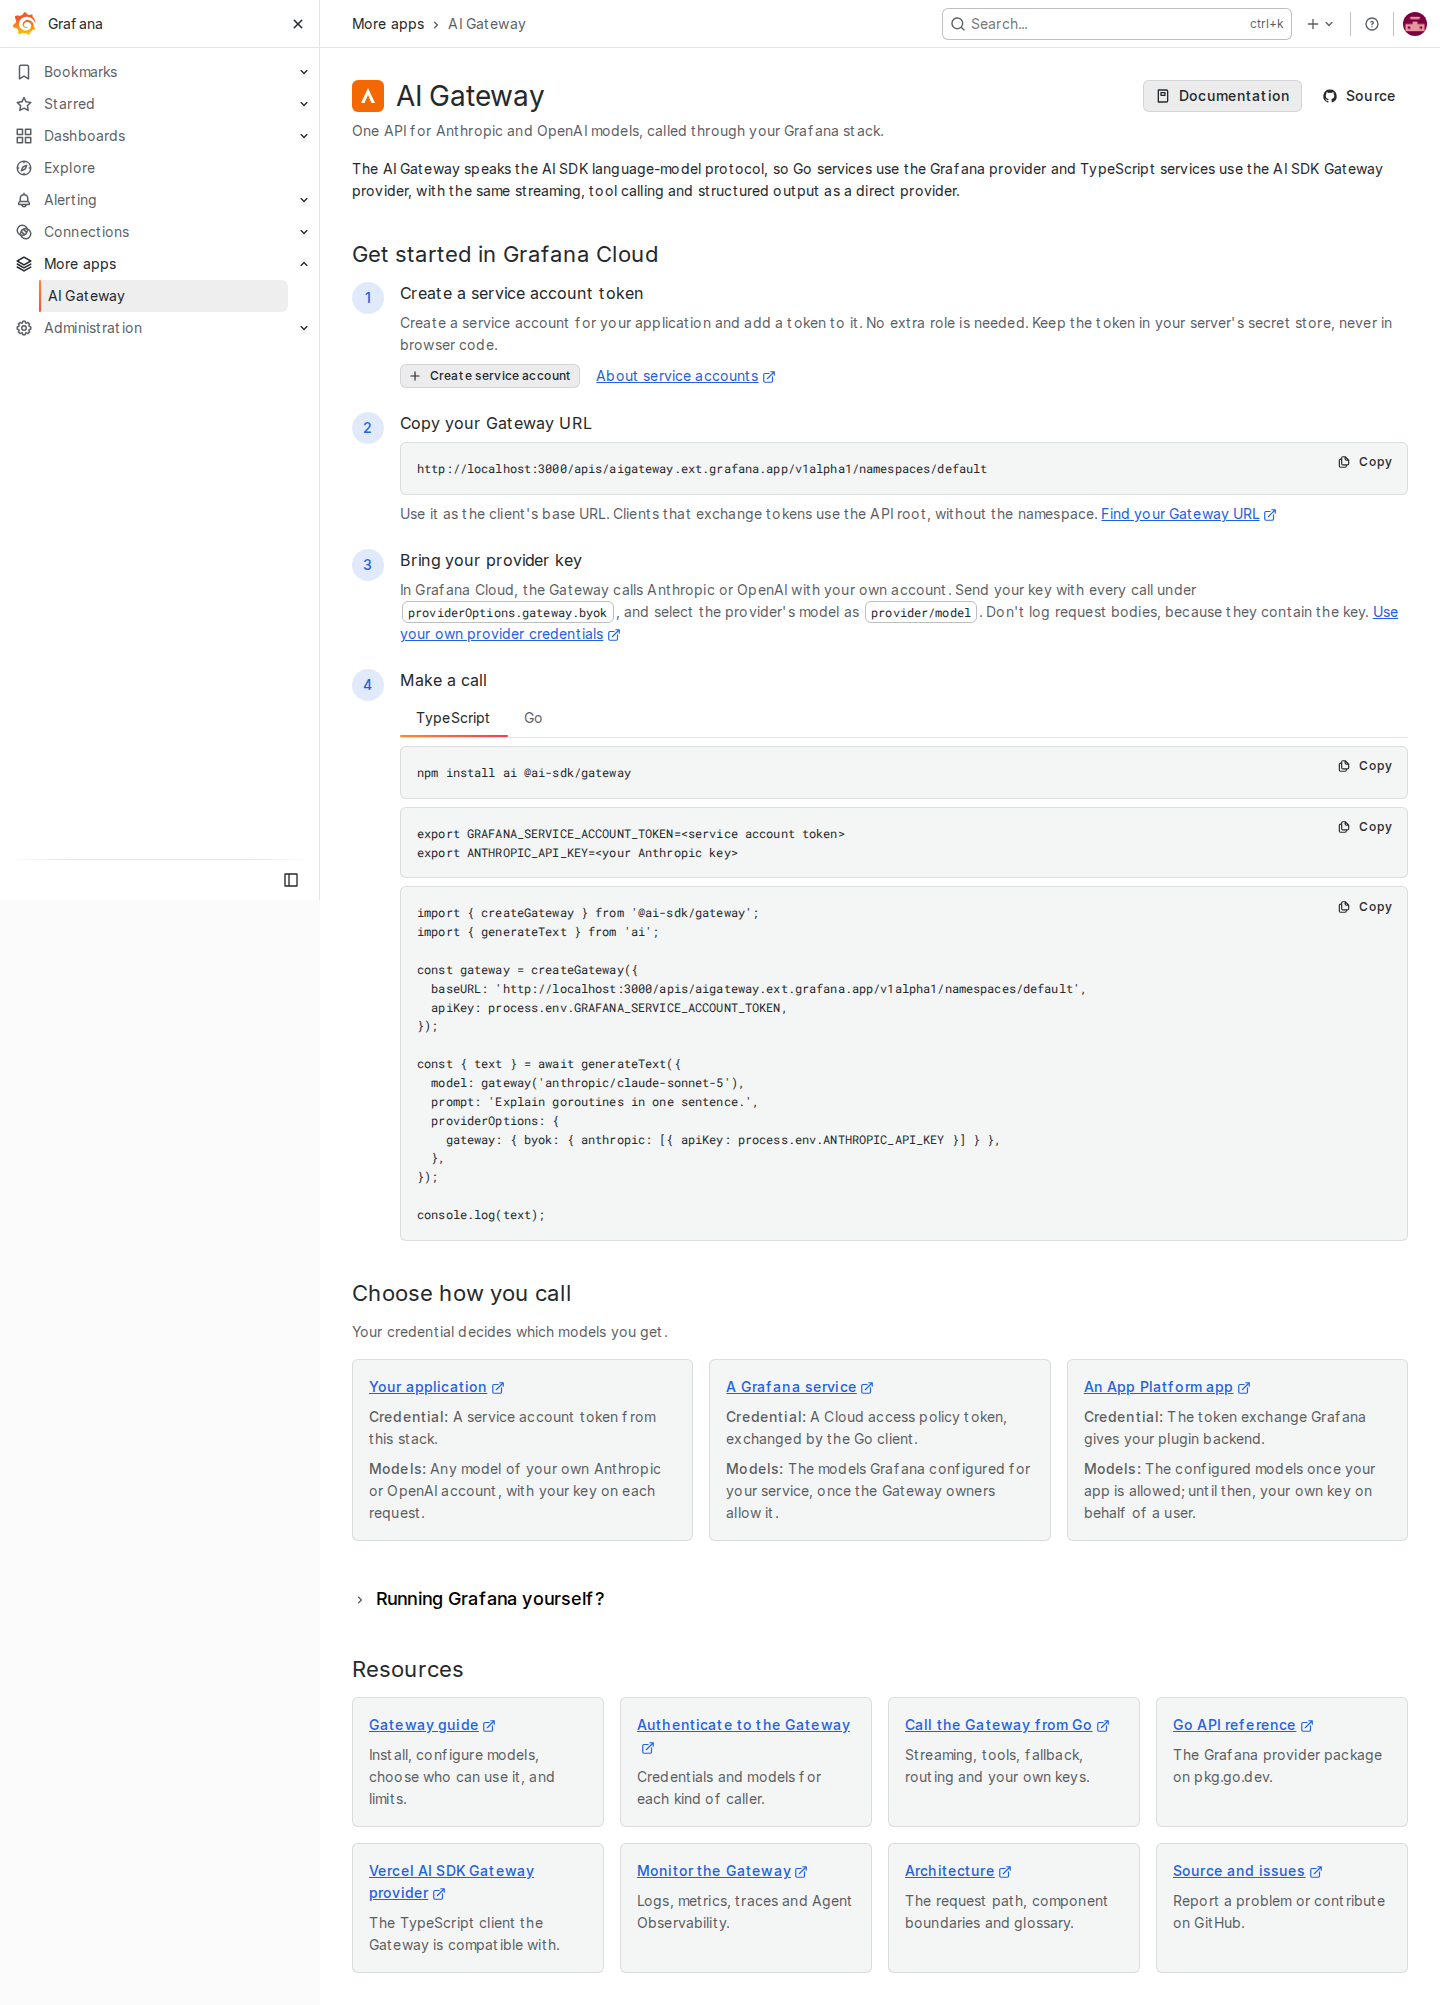 Grafana
More apps › AI Gateway
Search...
ctrl+k
Bookmarks
Starred
Dashboards
Explore
Alerting
Connections
More apps
AI Gateway
Administration
AI Gateway
Documentation
Source
One API for Anthropic and OpenAI models, called through your Grafana stack.
The AI Gateway speaks the AI SDK language-model protocol, so Go services use the Grafana provider and TypeScript services use the AI SDK Gateway
provider, with the same streaming, tool calling and structured output as a direct provider.
Get started in Grafana Cloud
1
Create a service account token
Create a service account for your application and add a token to it. No extra role is needed. Keep the token in your server's secret store, never in
browser code.
Create service account
About service accounts
2
Copy your Gateway URL
http://localhost:3000/apis/aigateway.ext.grafana.app/v1alpha1/namespaces/default
Copy
Use it as the client's base URL. Clients that exchange tokens use the API root, without the namespace. Find your Gateway URL
3
Bring your provider key
In Grafana Cloud, the Gateway calls Anthropic or OpenAI with your own account. Send your key with every call under
providerOptions.gateway.byok , and select the provider's model as provider/model . Don't log request bodies, because they contain the key. Use
your own provider credentials
4
Make a call
TypeScript
Go
npm install ai @ai-sdk/gateway
Copy
export GRAFANA_SERVICE_ACCOUNT_TOKEN=<service account token>
export ANTHROPIC_API_KEY=<your Anthropic key>
Copy
import { createGateway } from '@ai-sdk/gateway';
import { generateText } from 'ai';
Copy
const gateway = createGateway({
baseURL: 'http://localhost:3000/apis/aigateway.ext.grafana.app/v1alpha1/namespaces/default',
apiKey: process.env.GRAFANA_SERVICE_ACCOUNT_TOKEN,
});
const { text } = await generateText({
model: gateway('anthropic/claude-sonnet-5'),
prompt: 'Explain goroutines in one sentence.',
providerOptions: {
gateway: { byok: { anthropic: [{ apiKey: process.env.ANTHROPIC_API_KEY }] } },
},
});
console.log(text);
Choose how you call
Your credential decides which models you get.
Your application
Credential: A service account token from
this stack.
Models: Any model of your own Anthropic
or OpenAI account, with your key on each
request.
A Grafana service
Credential: A Cloud access policy token,
exchanged by the Go client.
Models: The models Grafana configured for
your service, once the Gateway owners
allow it.
An App Platform app
Credential: The token exchange Grafana
gives your plugin backend.
Models: The configured models once your
app is allowed; until then, your own key on
behalf of a user.
Running Grafana yourself?
Resources
Gateway guide
Install, configure models,
choose who can use it, and
limits.
Authenticate to the Gateway
Credentials and models for
each kind of caller.
Call the Gateway from Go
Streaming, tools, fallback,
routing and your own keys.
Go API reference
The Grafana provider package
on pkg.go.dev.
Vercel AI SDK Gateway
provider
The TypeScript client the
Gateway is compatible with.
Monitor the Gateway
Logs, metrics, traces and Agent
Observability.
Architecture
The request path, component
boundaries and glossary.
Source and issues
Report a problem or contribute
on GitHub.